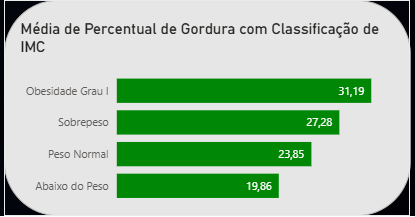 Média de Percentual de Gordura com Classificação de
IMC
Obesidade Grau I 31,19
Sobrepeso 27,28
Peso Normal 23,85
Abaixo do Peso 19,86